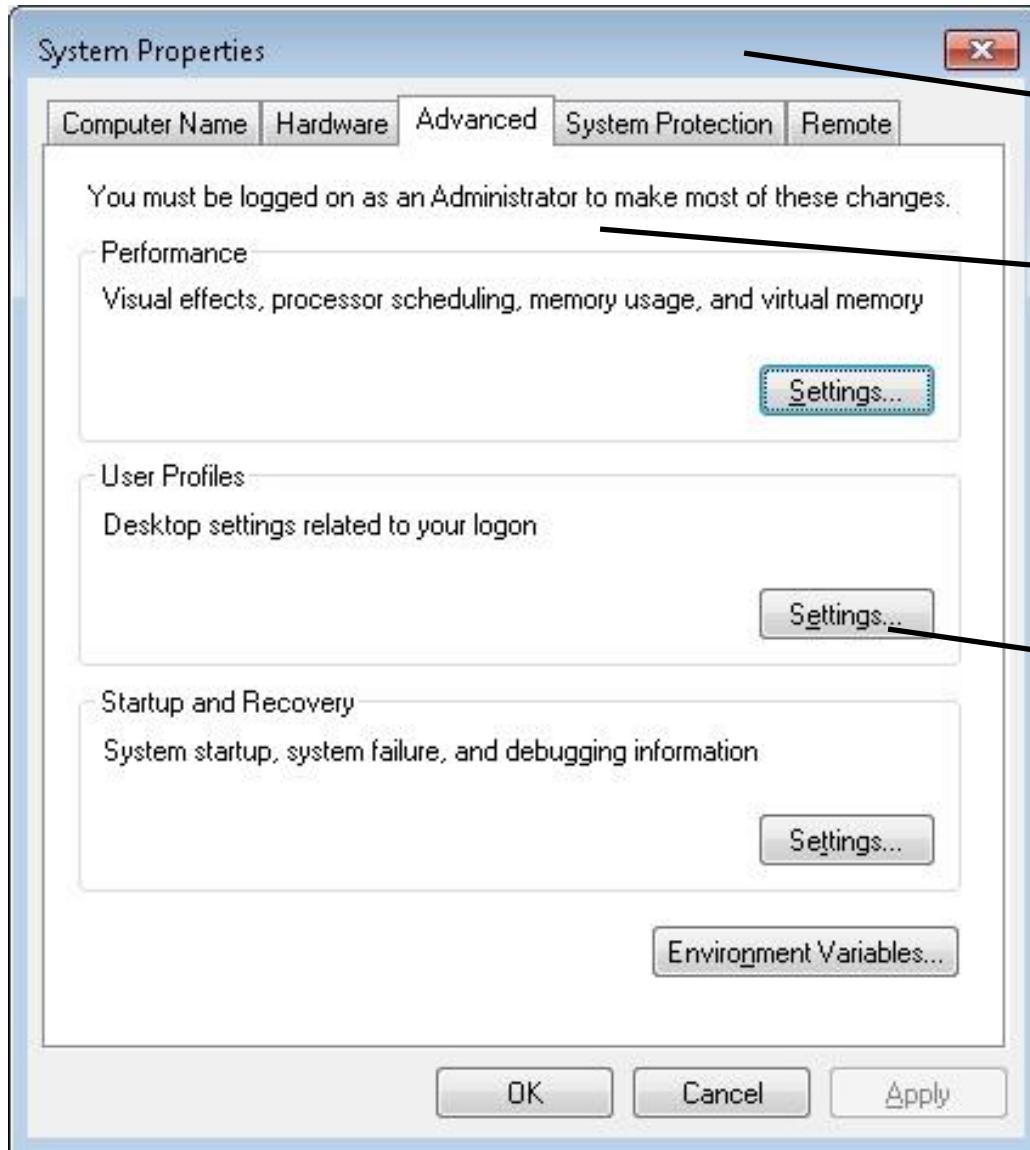 System Properties
Computer Name Hardware Advanced System Protection Remote
You must be logged on as an Administrator to make most of these changes.
Performance
Visual effects, processor scheduling, memory usage, and virtual memory
Settings...
User Profiles
Desktop settings related to your logon
Settings...
Startup and Recovery
System startup, system failure, and debugging information
Settings...
Environment Variables...
OK Cancel Apply